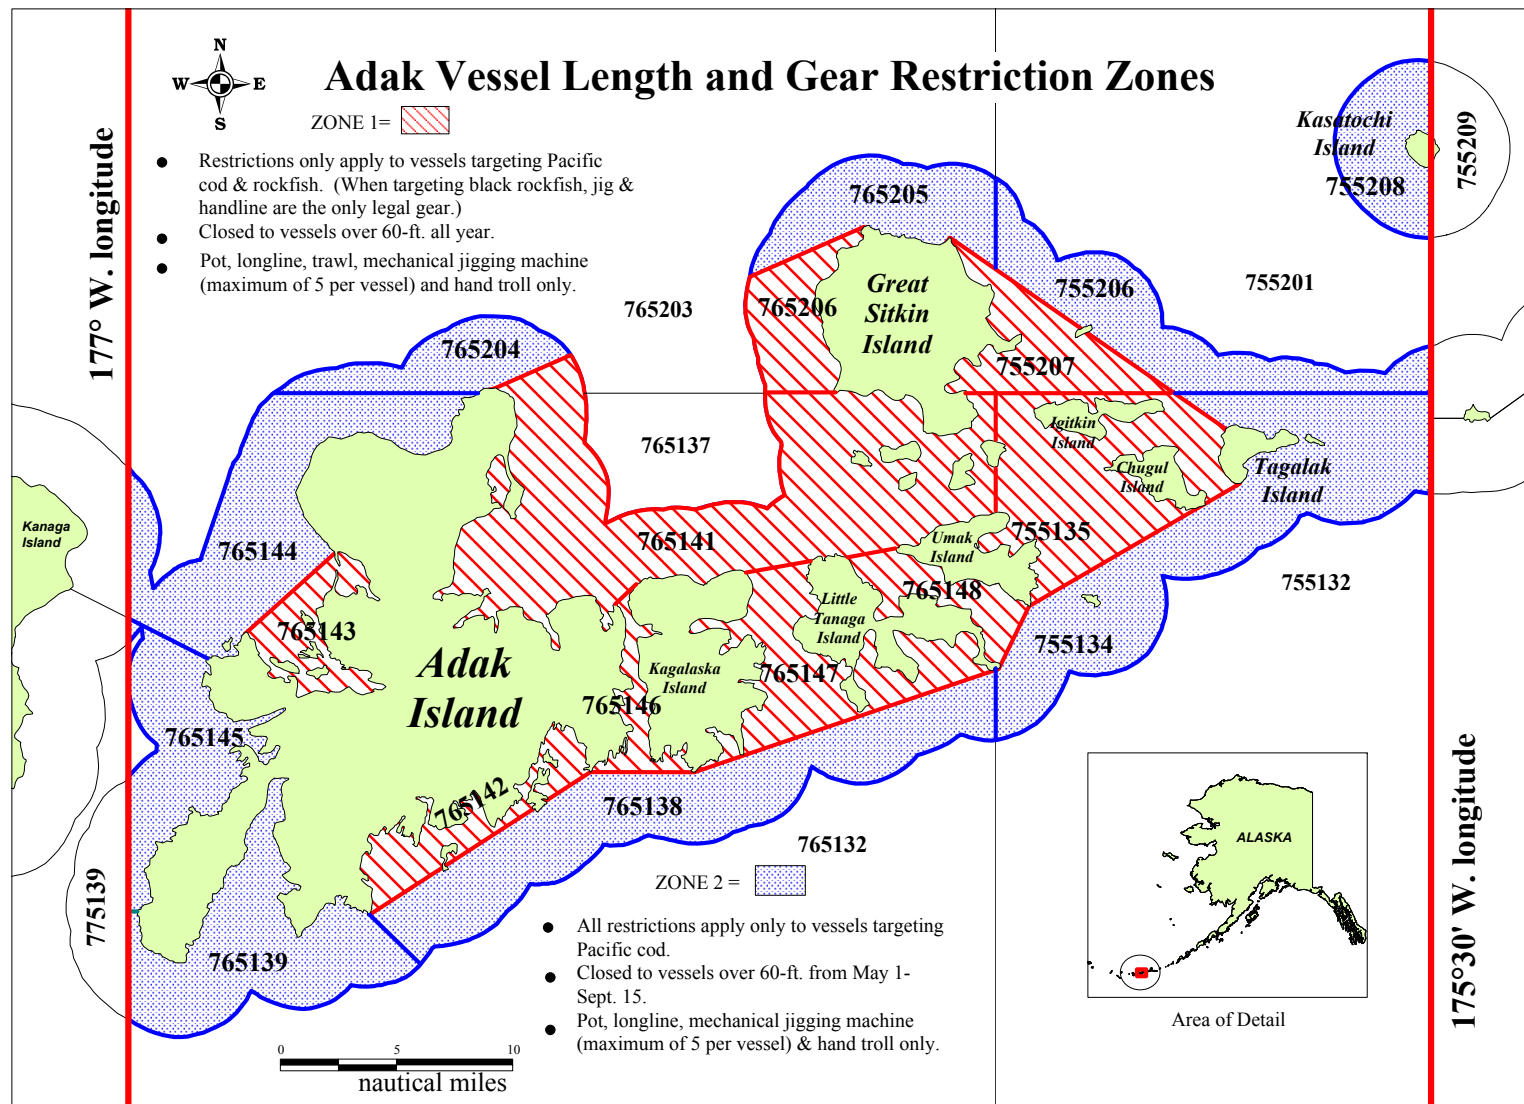 N
W E
S
Adak Vessel Length and Gear Restriction Zones
ZONE 1=
● Restrictions only apply to vessels targeting Pacific
cod & rockfish. (When targeting black rockfish, jig &
handline are the only legal gear.)
● Closed to vessels over 60-ft. all year.
● Pot, longline, trawl, mechanical jigging machine
(maximum of 5 per vessel) and hand troll only.
177° W. longitude
Kasatochi
Island
755208
755209
765205
755206
755201
765203
765206
Great
Sitkin
Island
765204
755207
765137
Igitkin
Island
Chugul
Island
Tagalak
Island
Kanaga
Island
765144
765141
Umak
Island
755135
755132
765148
Little
Tanaga
Island
765143
755134
Adak
Island
Kagalaska
Island
765147
765146
765145
765142
765138
765132
775139
765139
ZONE 2 =
● All restrictions apply only to vessels targeting
Pacific cod.
● Closed to vessels over 60-ft. from May 1-
Sept. 15.
● Pot, longline, mechanical jigging machine
(maximum of 5 per vessel) & hand troll only.
0 5 10
nautical miles
ALASKA
Area of Detail
175°30' W. longitude